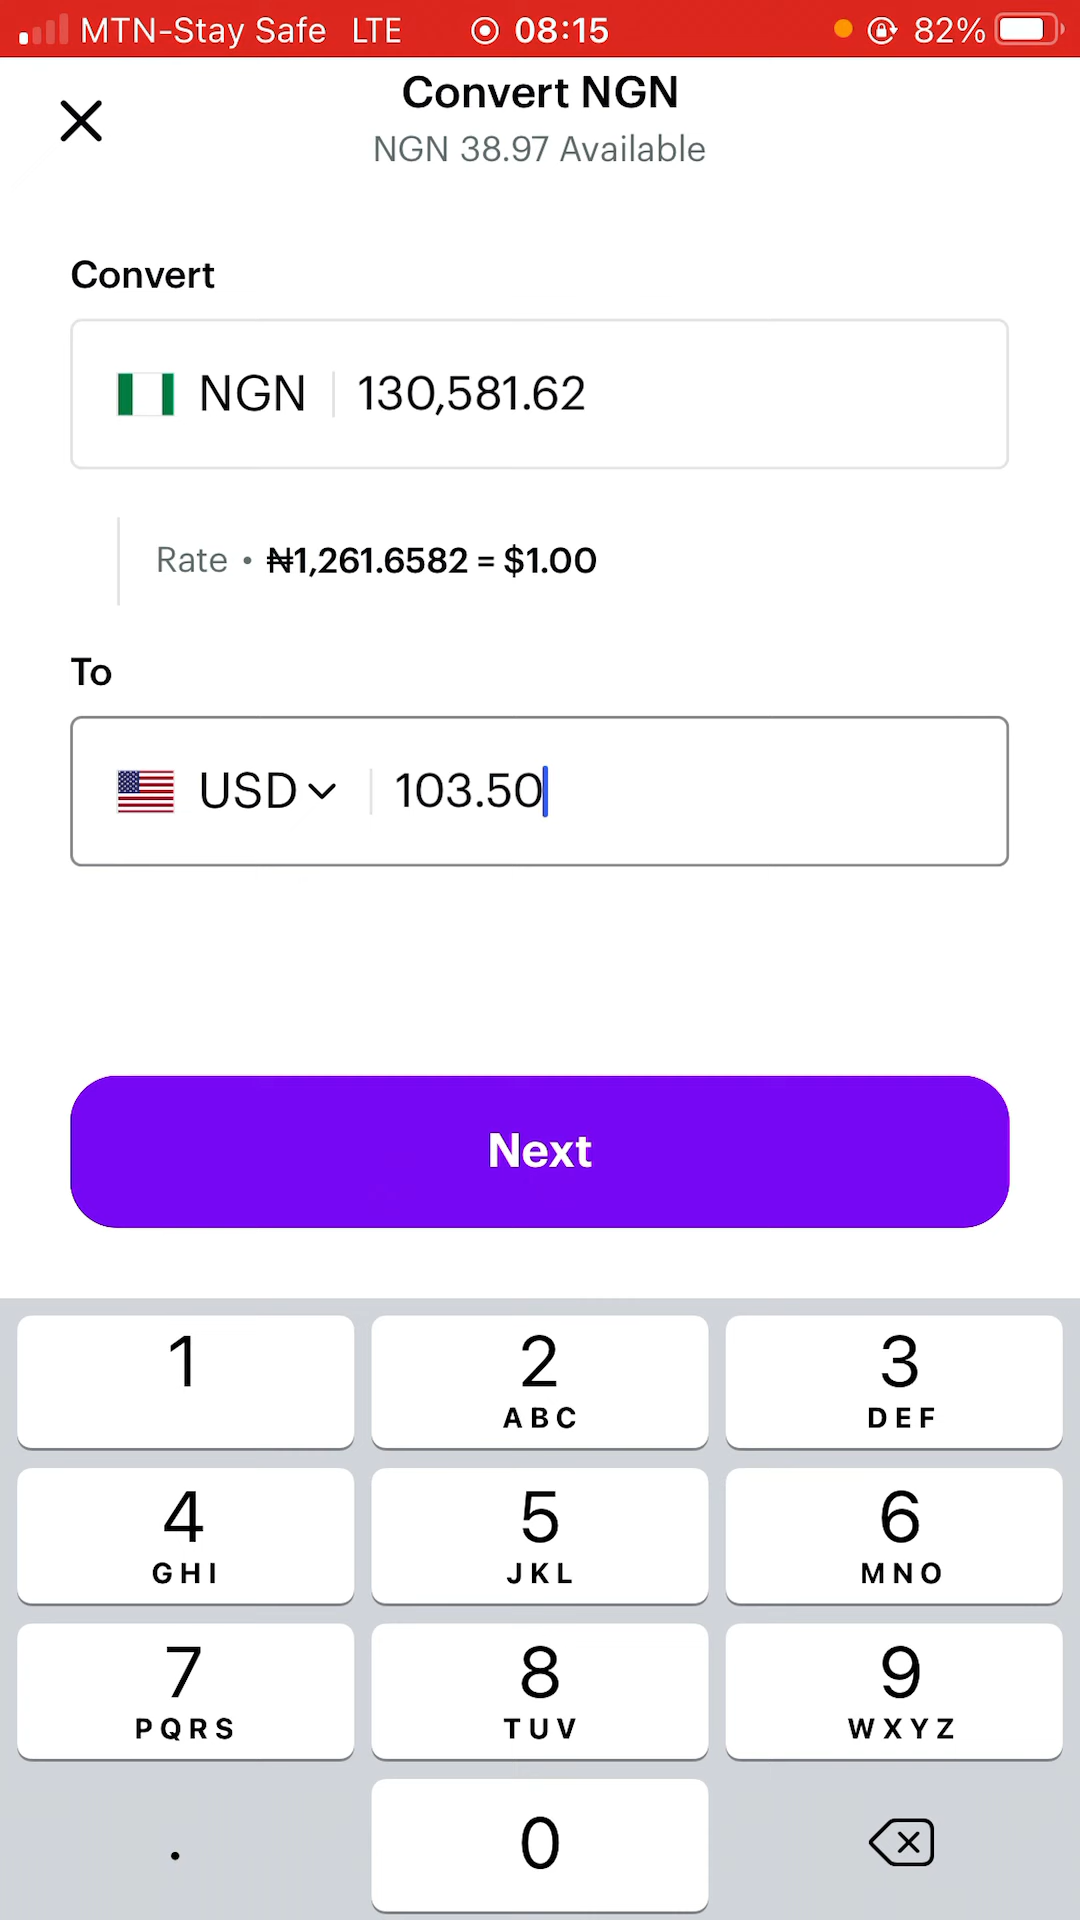 MTN-Stay Safe LTE 08:15 82%
Convert NGN
NGN 38.97 Available
Convert
NGN 130,581.62
Rate • ₦1,261.6582 = $1.00
To
USD 103.50
Next
1 2 3
ABC DEF
4 5 6
GHI JKL MNO
7 8 9
PQRS TUV WXYZ
. 0